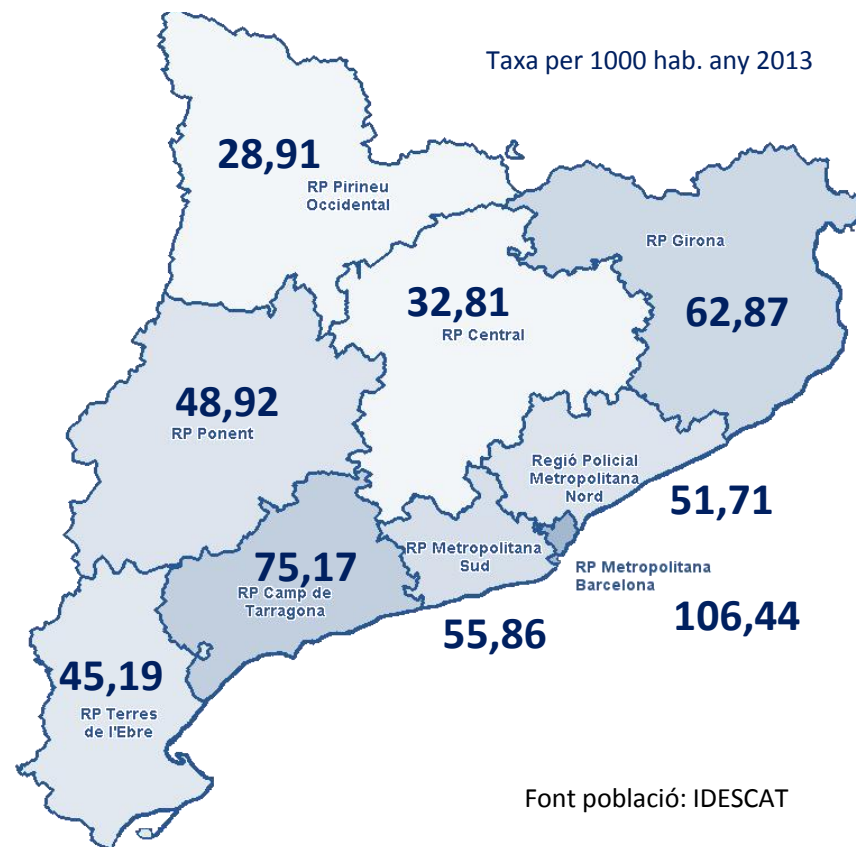 Taxa per 1000 hab. any 2013
28,91
RP Pirineu
Occidental
RP Girona
62,87
32,81
RP Central
48,92
RP Ponent
Regió Policial
Metropolitana
Nord
51,71
75,17
RP Camp de
Tarragona
RP Metropolitana
Sud
55,86
RP Metropolitana
Barcelona
106,44
45,19
RP Terres
de l'Ebre
Font població: IDESCAT